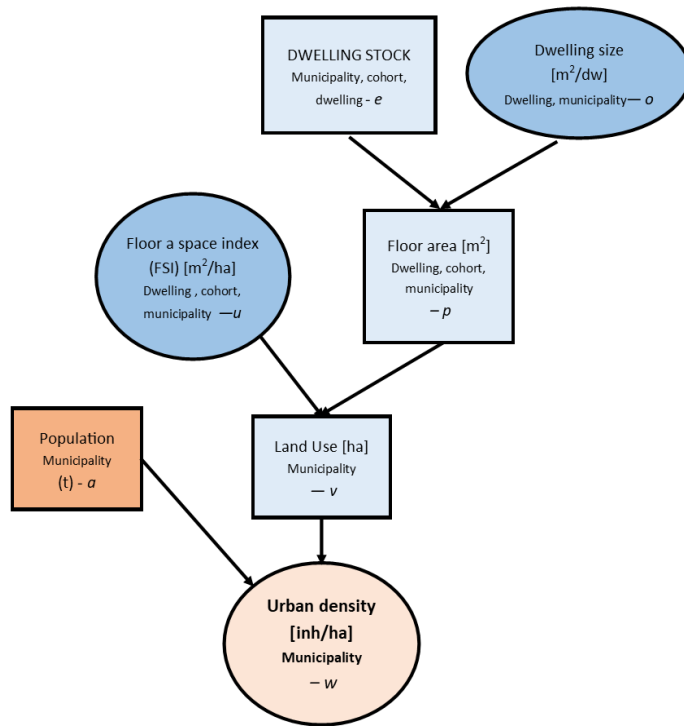 DWELLING STOCK
Municipality, cohort,
dwelling - e
Dwelling size
[m²/dw]
Dwelling, municipality— o
Floor a space index
(FSI) [m²/ha]
Dwelling , cohort,
municipality —u
Floor area [m²]
Dwelling, cohort,
municipality
– p
Population
Municipality
(t) - a
Land Use [ha]
Municipality
— v
Urban density
[inh/ha]
Municipality
– w